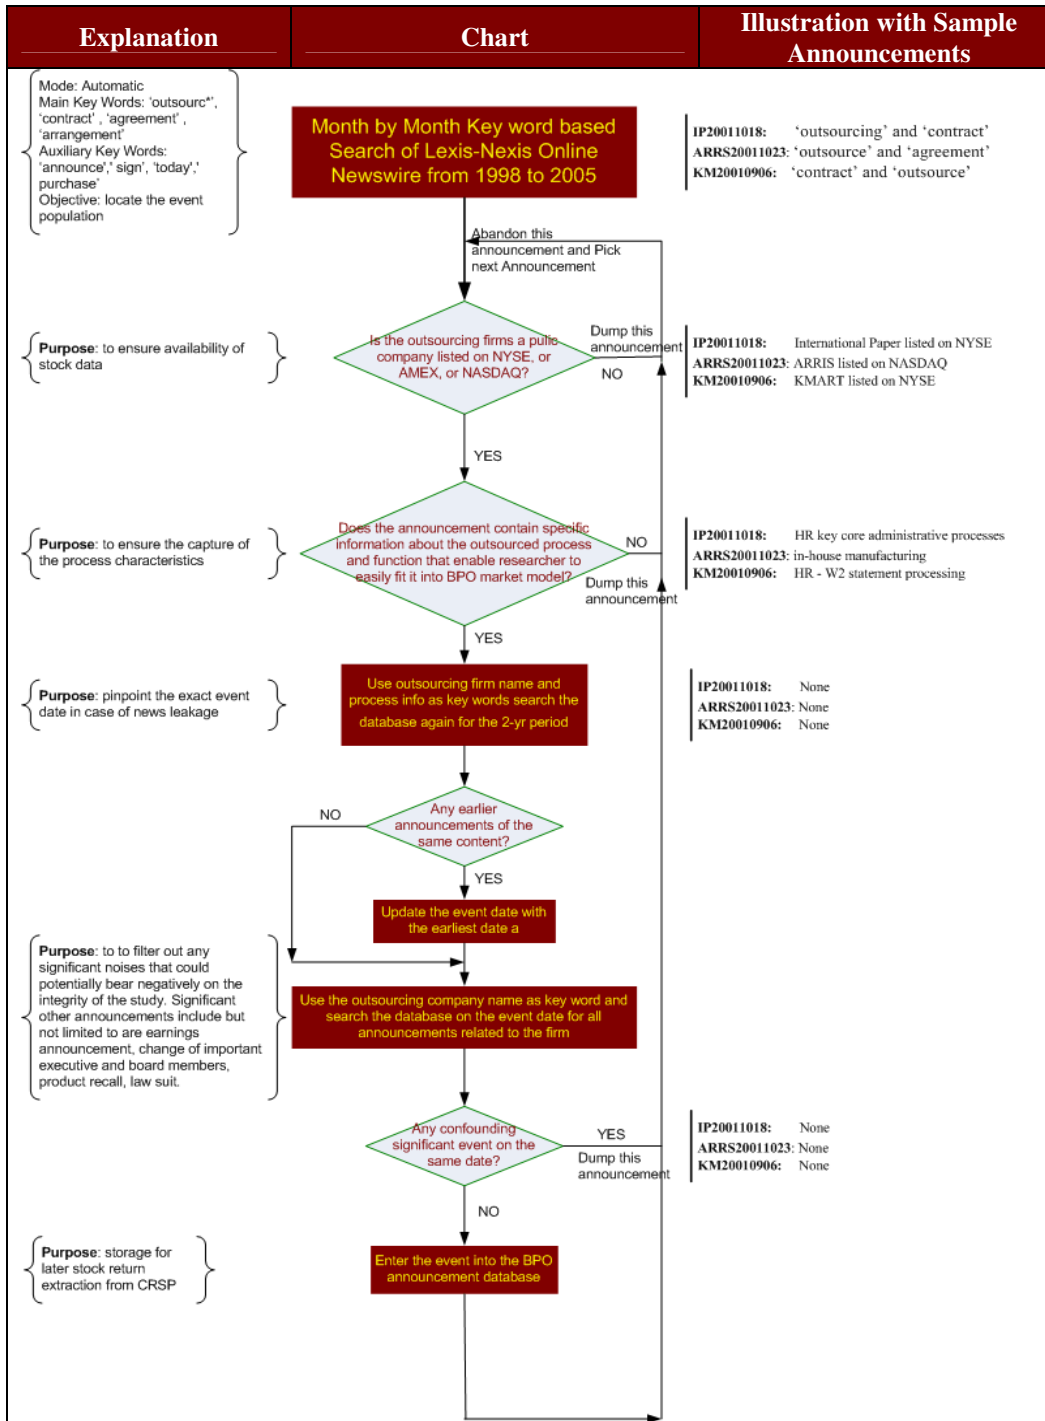 Explanation
Chart
Illustration with Sample
Announcements
Mode: Automatic
Main Key Words: 'outsourc*',
'contract' , 'agreement' ,
'arrangement'
Auxiliary Key Words:
'announce',' sign', 'today','
purchase'
Objective: locate the event
population
Month by Month Key word based
Search of Lexis-Nexis Online
Newswire from 1998 to 2005
IP20011018: 'outsourcing' and 'contract'
ARRS20011023: 'outsource' and 'agreement'
KM20010906: 'contract' and 'outsource'
Abandon this
announcement and Pick
next Announcement
Purpose: to ensure availability of
stock data
Is the outsourcing firms a pulic
company listed on NYSE, or
AMEX, or NASDAQ?
Dump this
announcement
NO
IP20011018: International Paper listed on NYSE
ARRS20011023: ARRIS listed on NASDAQ
KM20010906: KMART listed on NYSE
YES
Purpose: to ensure the capture of
the process characteristics
Does the announcement contain specific
information about the outsourced process
and function that enable researcher to
easily fit it into BPO market model?
NO
Dump this
announcement
IP20011018: HR key core administrative processes
ARRS20011023: in-house manufacturing
KM20010906: HR - W2 statement processing
YES
Purpose: pinpoint the exact event
date in case of news leakage
Use outsourcing firm name and
process info as key words search the
database again for the 2-yr period
IP20011018: None
ARRS20011023: None
KM20010906: None
Any earlier
announcements of the
same content?
NO
YES
Update the event date with
the earliest date a
Purpose: to to filter out any
significant noises that could
potentially bear negatively on the
integrity of the study. Significant
other announcements include but
not limited to are earnings
announcement, change of important
executive and board members,
product recall, law suit.
Use the outsourcing company name as key word and
search the database on the event date for all
announcements related to the firm
Any confounding
significant event on the
same date?
YES
Dump this
announcement
IP20011018: None
ARRS20011023: None
KM20010906: None
NO
Purpose: storage for
later stock return
extraction from CRSP
Enter the event into the BPO
announcement database